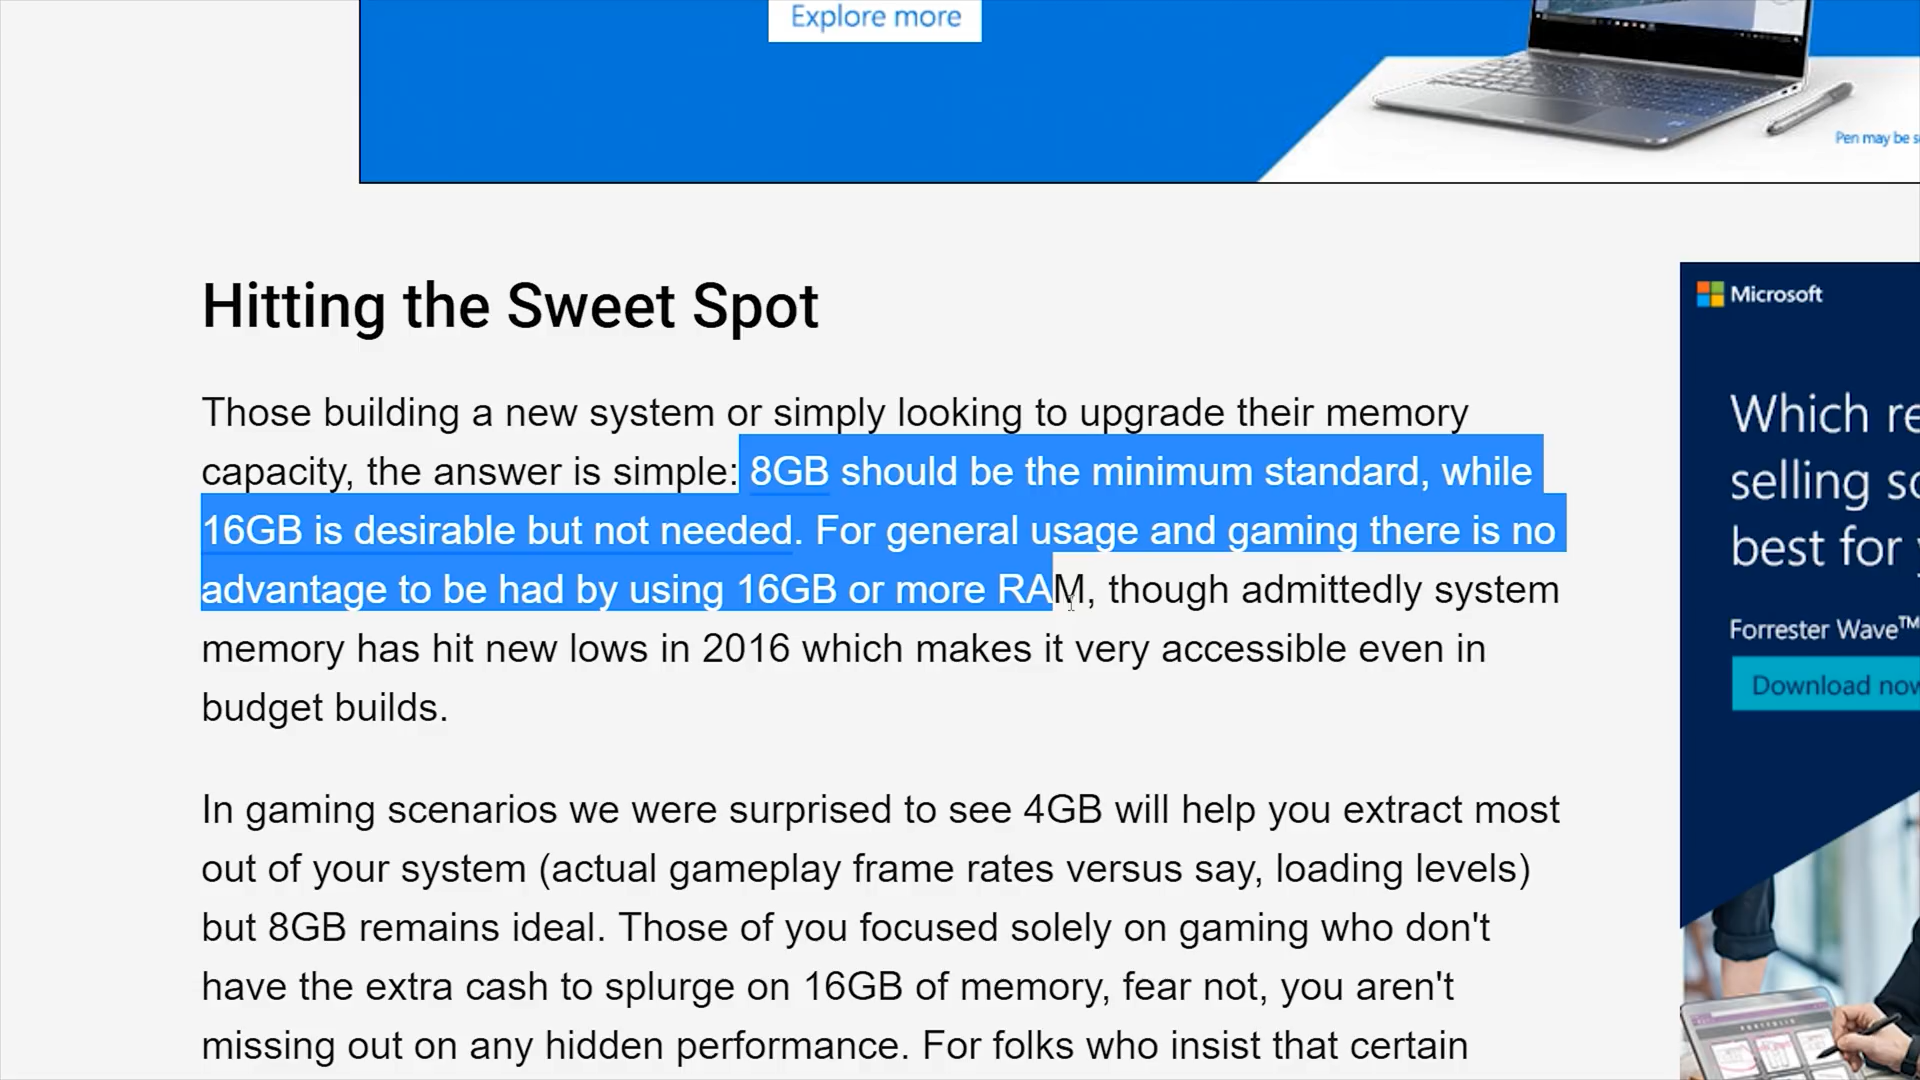 Explore more
Pen may be s
Hitting the Sweet Spot
Those building a new system or simply looking to upgrade their memory
capacity, the answer is simple: 8GB should be the minimum standard, while
16GB is desirable but not needed. For general usage and gaming there is no
advantage to be had by using 16GB or more RAM, though admittedly system
memory has hit new lows in 2016 which makes it very accessible even in
budget builds.
In gaming scenarios we were surprised to see 4GB will help you extract most
out of your system (actual gameplay frame rates versus say, loading levels)
but 8GB remains ideal. Those of you focused solely on gaming who don't
have the extra cash to splurge on 16GB of memory, fear not, you aren't
missing out on any hidden performance. For folks who insist that certain
Microsoft
Which re
selling so
best for
Forrester Wave™
Download now
PORTFOLIO